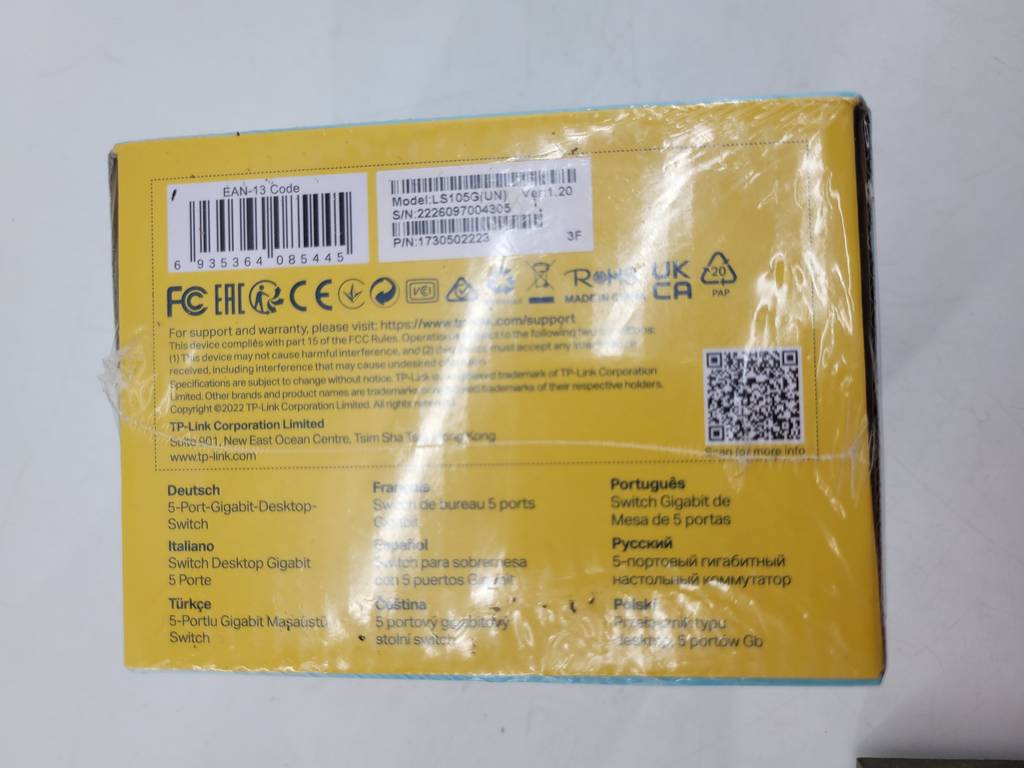 EAN-13 Code
6 935364 085445
Model:LS105G(UN) Ver:1.20
S/N:2226097004305
P/N:1730502223 3F
FC EAC CE VCCI RoHS UK CA 20 PAP
MADE IN
For support and warranty, please visit: https://www.tp-link.com/support
This device complies with part 15 of the FCC Rules. Operation is subject to the following two conditions:
(1) This device may not cause harmful interference, and (2) this device must accept any interference
received, including interference that may cause undesired operation.
Specifications are subject to change without notice. TP-Link is a registered trademark of TP-Link Corporation
Limited. Other brands and product names are trademarks or registered trademarks of their respective holders.
Copyright ©2022 TP-Link Corporation Limited. All rights reserved.
TP-Link Corporation Limited
Suite 901, New East Ocean Centre, Tsim Sha Tsui, Hong Kong
www.tp-link.com
Scan for more info
Deutsch
5-Port-Gigabit-Desktop-
Switch
Français
Switch de bureau 5 ports
Gigabit
Português
Switch Gigabit de
Mesa de 5 portas
Italiano
Switch Desktop Gigabit
5 Porte
Español
Switch para sobremesa
con 5 puertos Gigabit
Русский
5-портовый гигабитный
настольный коммутатор
Türkçe
5-Portlu Gigabit Masaüstü
Switch
Čeština
5 portový gigabitový
stolní switch
Polski
Przełącznik typu
desktop, 5 portów Gb